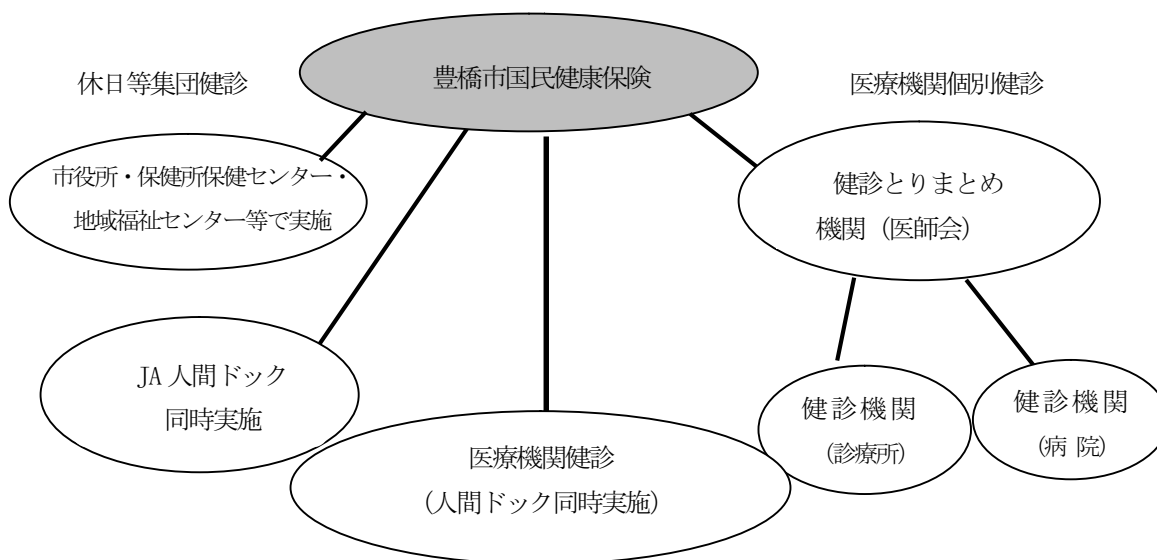 豊橋市国民健康保険
休日等集団健診
医療機関個別健診
市役所・保健所保健センター・
地域福祉センター等で実施
健診とりまとめ
機関（医師会）
JA 人間ドック
同時実施
医療機関健診
（人間ドック同時実施）
健診機関
（診療所）
健診機関
（病 院）